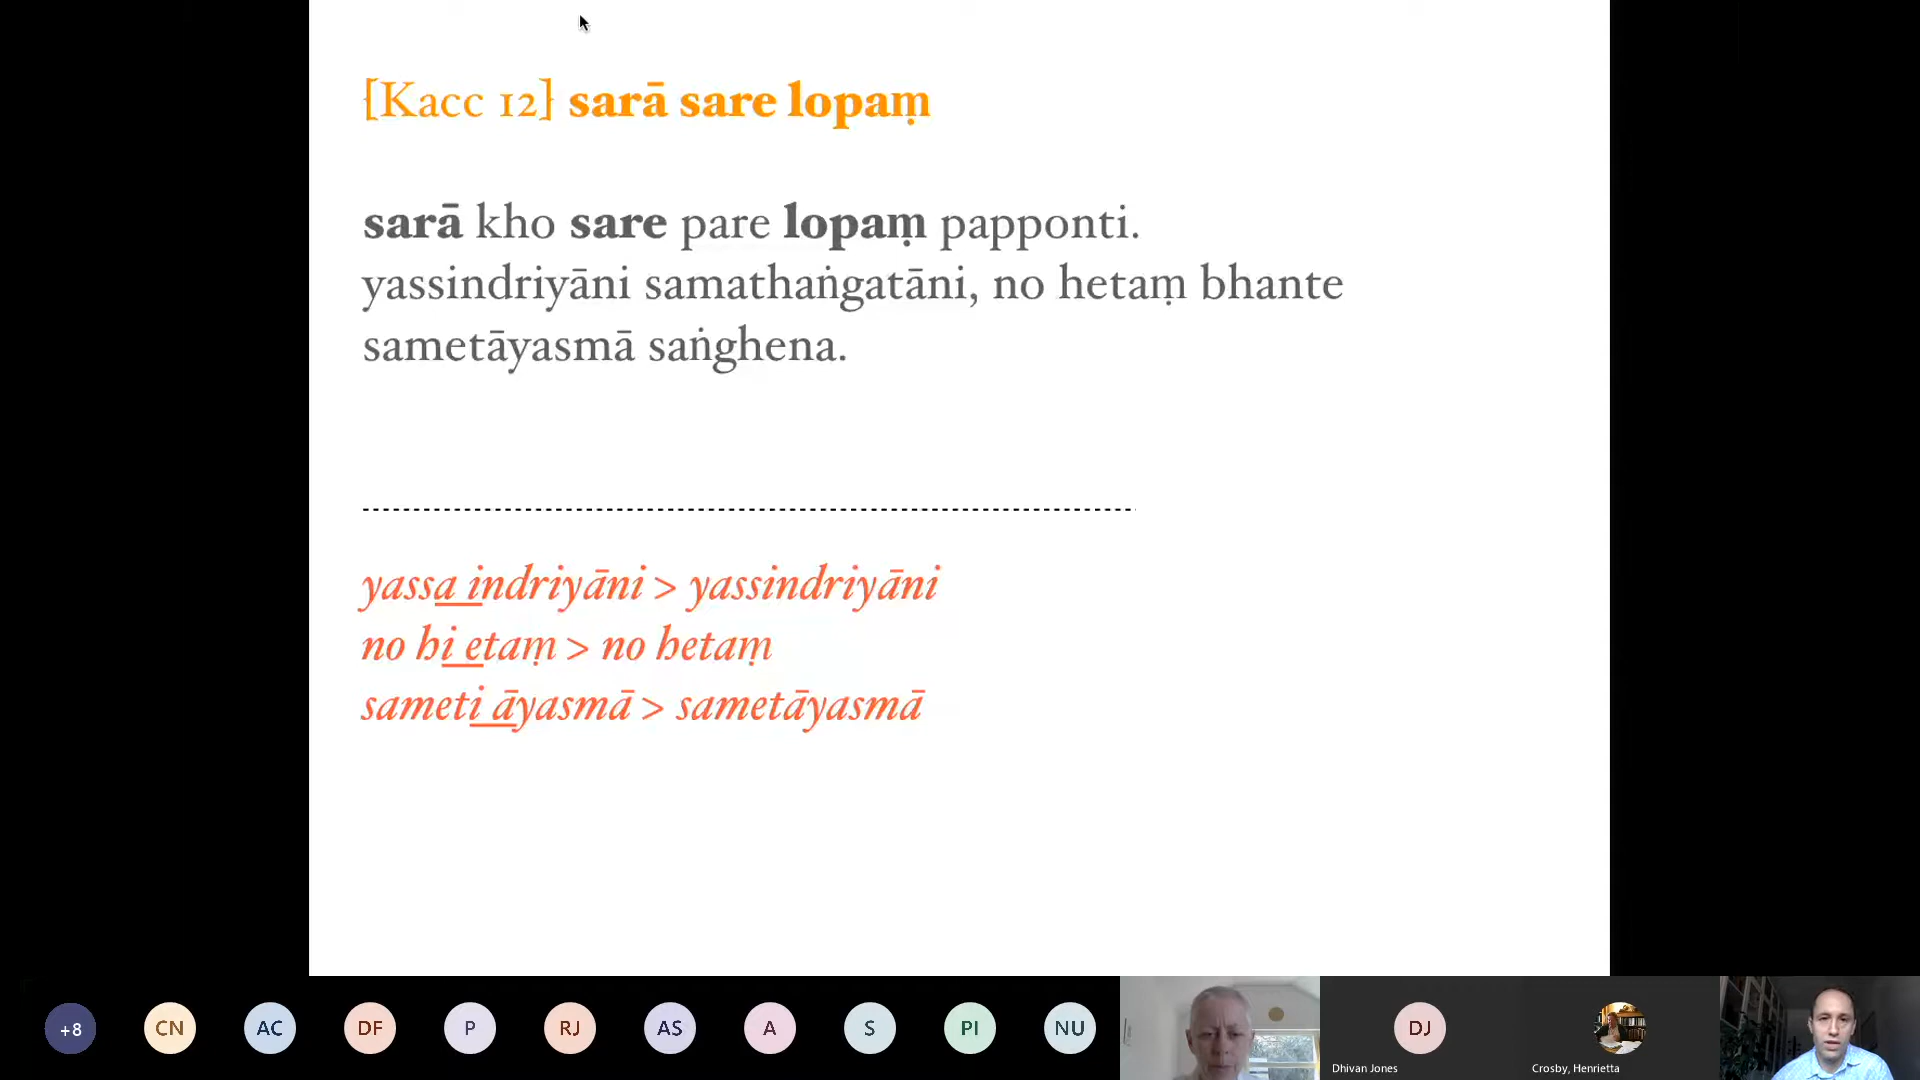 [Kacc 12] sarā sare lopaṃ
sarā kho sare pare lopaṃ papponti.
yassindriyāni samathaṅgatāni, no hetaṃ bhante
sametāyasmā saṅghena.
yassa indriyāni > yassindriyāni
no hi etaṃ > no hetaṃ
sameti āyasmā > sametāyasmā
+8 CN AC DF P RJ AS A S PI NU DJ
Dhivan Jones Crosby, Henrietta